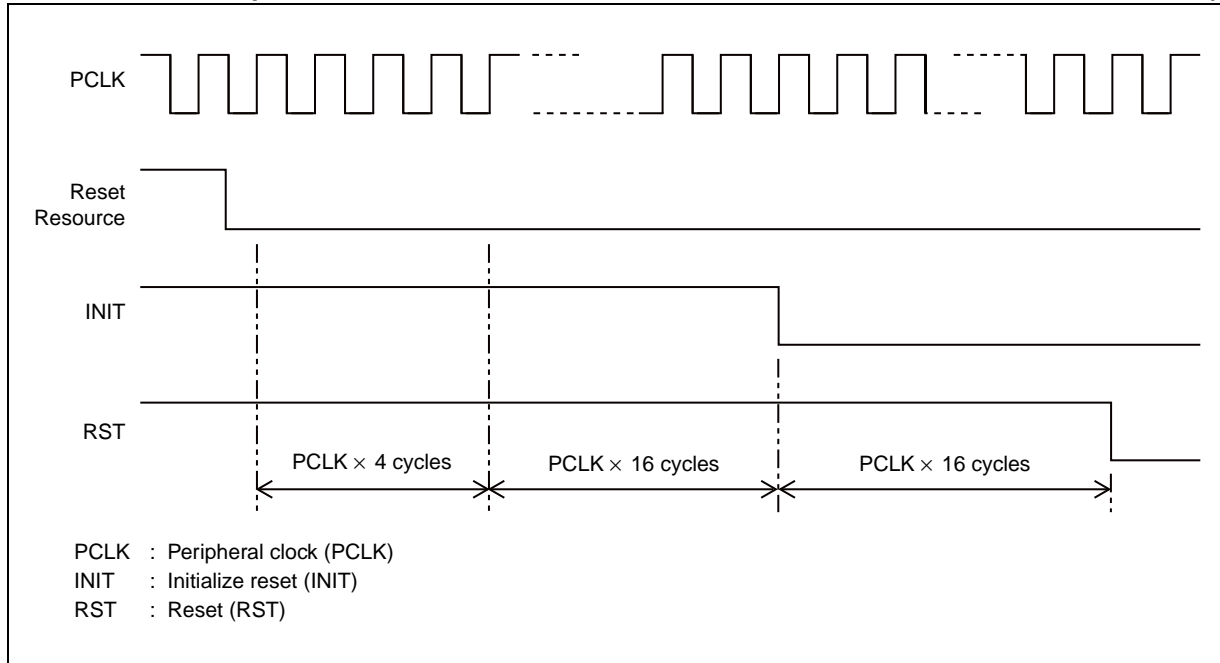 PCLK
Reset
Resource
INIT
RST
PCLK × 4 cycles PCLK × 16 cycles PCLK × 16 cycles
PCLK : Peripheral clock (PCLK)
INIT : Initialize reset (INIT)
RST : Reset (RST)